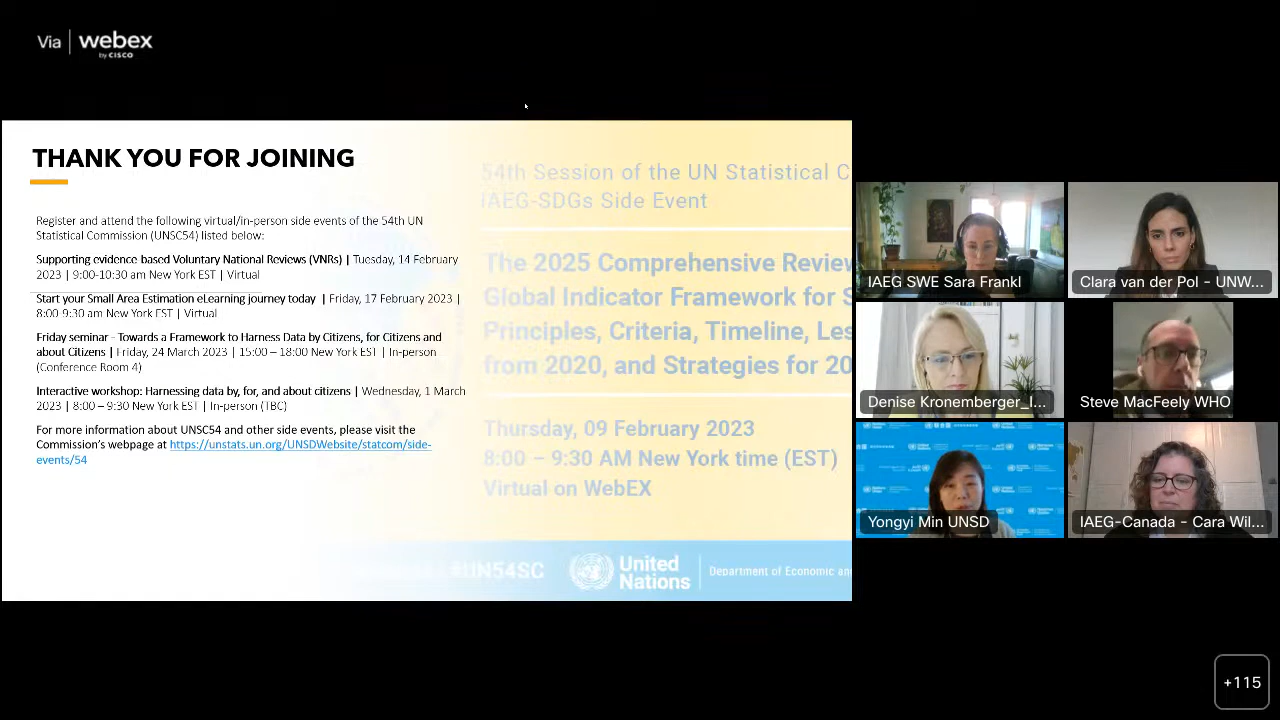 Via | webex
by CISCO
THANK YOU FOR JOINING
Register and attend the following virtual/in-person side events of the 54th UN
Statistical Commission (UNSC54) listed below:
Supporting evidence-based Voluntary National Reviews (VNRs) | Tuesday, 14 February
2023 | 9:00-10:30 am New York EST | Virtual
Start your Small Area Estimation eLearning journey today | Friday, 17 February 2023 |
8:00-9:30 am New York EST | Virtual
Friday seminar - Towards a Framework to Harness Data by Citizens, for Citizens and
about Citizens | Friday, 24 March 2023 | 15:00 – 18:00 New York EST | In-person
(Conference Room 4)
Interactive workshop: Harnessing data by, for, and about citizens | Wednesday, 1 March
2023 | 8:00 – 9:30 New York EST | In-person (TBC)
For more information about UNSC54 and other side events, please visit the
Commission's webpage at https://unstats.un.org/UNSDWebsite/statcom/side-
events/54
54th Session of the UN Statistical C
IAEG-SDGs Side Event
The 2025 Comprehensive Review
Global Indicator Framework for S
Principles, Criteria, Timeline, Les
from 2020, and Strategies for 20
Thursday, 09 February 2023
8:00 – 9:30 AM New York time (EST)
Virtual on WebEX
#UN54SC
United
Nations
Department of Economic an
IAEG SWE Sara Frankl
Clara van der Pol - UNW...
Denise Kronemberger_I...
Steve MacFeely WHO
Yongyi Min UNSD
IAEG-Canada - Cara Wil...
+115